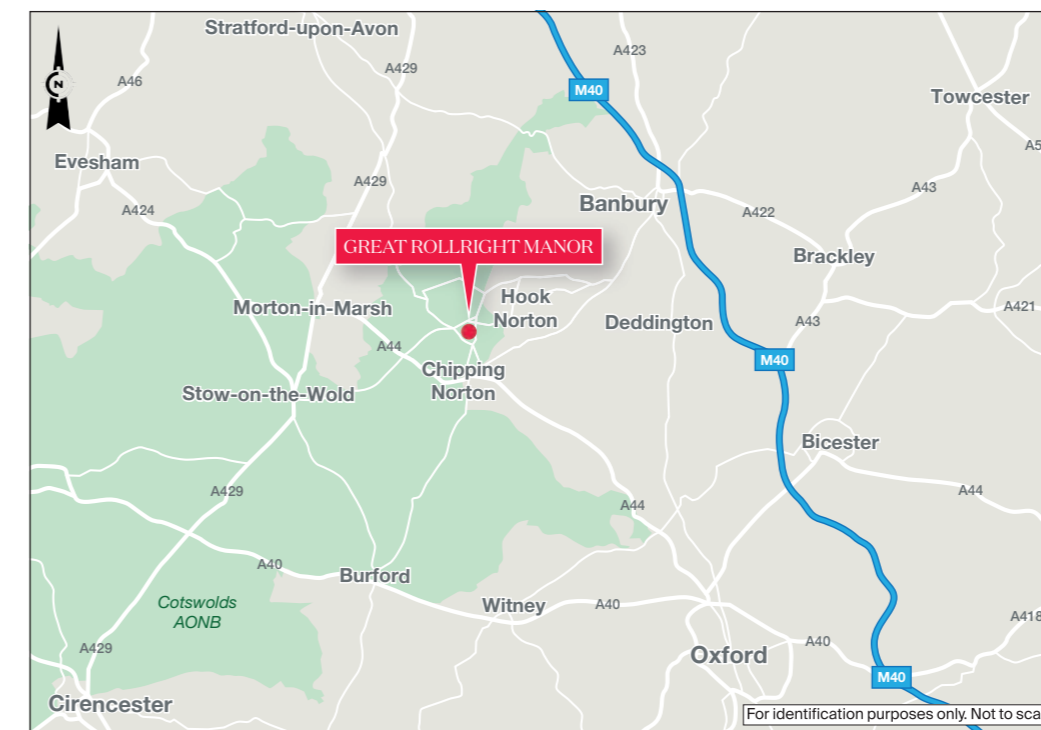 Stratford-upon-Avon
A423
A429
A46
M40
Towcester
A5
Evesham
A429
A43
A424
Banbury
A422
GREAT ROLLRIGHT MANOR
Brackley
Morton-in-Marsh
Hook
Norton
Deddington
A43
A421
A44
M40
Chipping
Norton
Stow-on-the-Wold
Bicester
A429
A44
A44
A40
Burford
Cotswolds
AONB
Witney
A40
A418
A429
Oxford
A40
M40
Cirencester
For identification purposes only. Not to sca
N